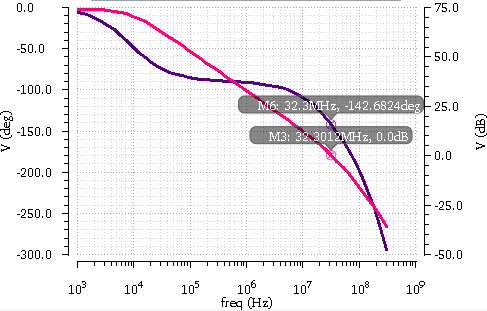 0.0
-50.0
-100.0
-150.0
-200.0
-250.0
-300.0
V (deg)
75.0
50.0
25.0
0.0
-25.0
-50.0
V (dB)
M6: 32.3MHz, -142.6824deg
M3: 32.3012MHz, 0.0dB
10³ 10⁴ 10⁵ 10⁶ 10⁷ 10⁸ 10⁹
freq (Hz)